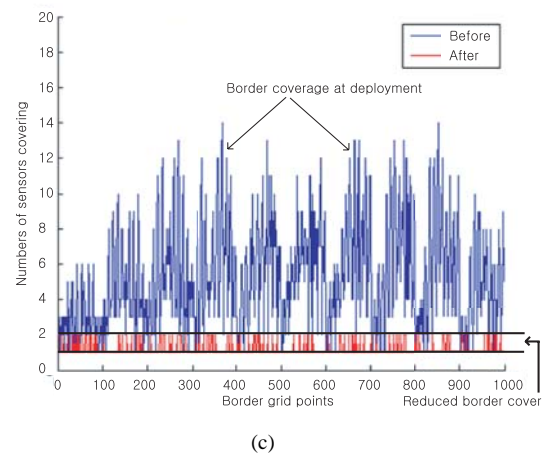 20
18
16
14
12
10
8
6
4
2
0
Numbers of sensors covering
Before
After
Border coverage at deployment
0 100 200 300 400 500 600 700 800 900 1000
Border grid points
Reduced border cover
(c)